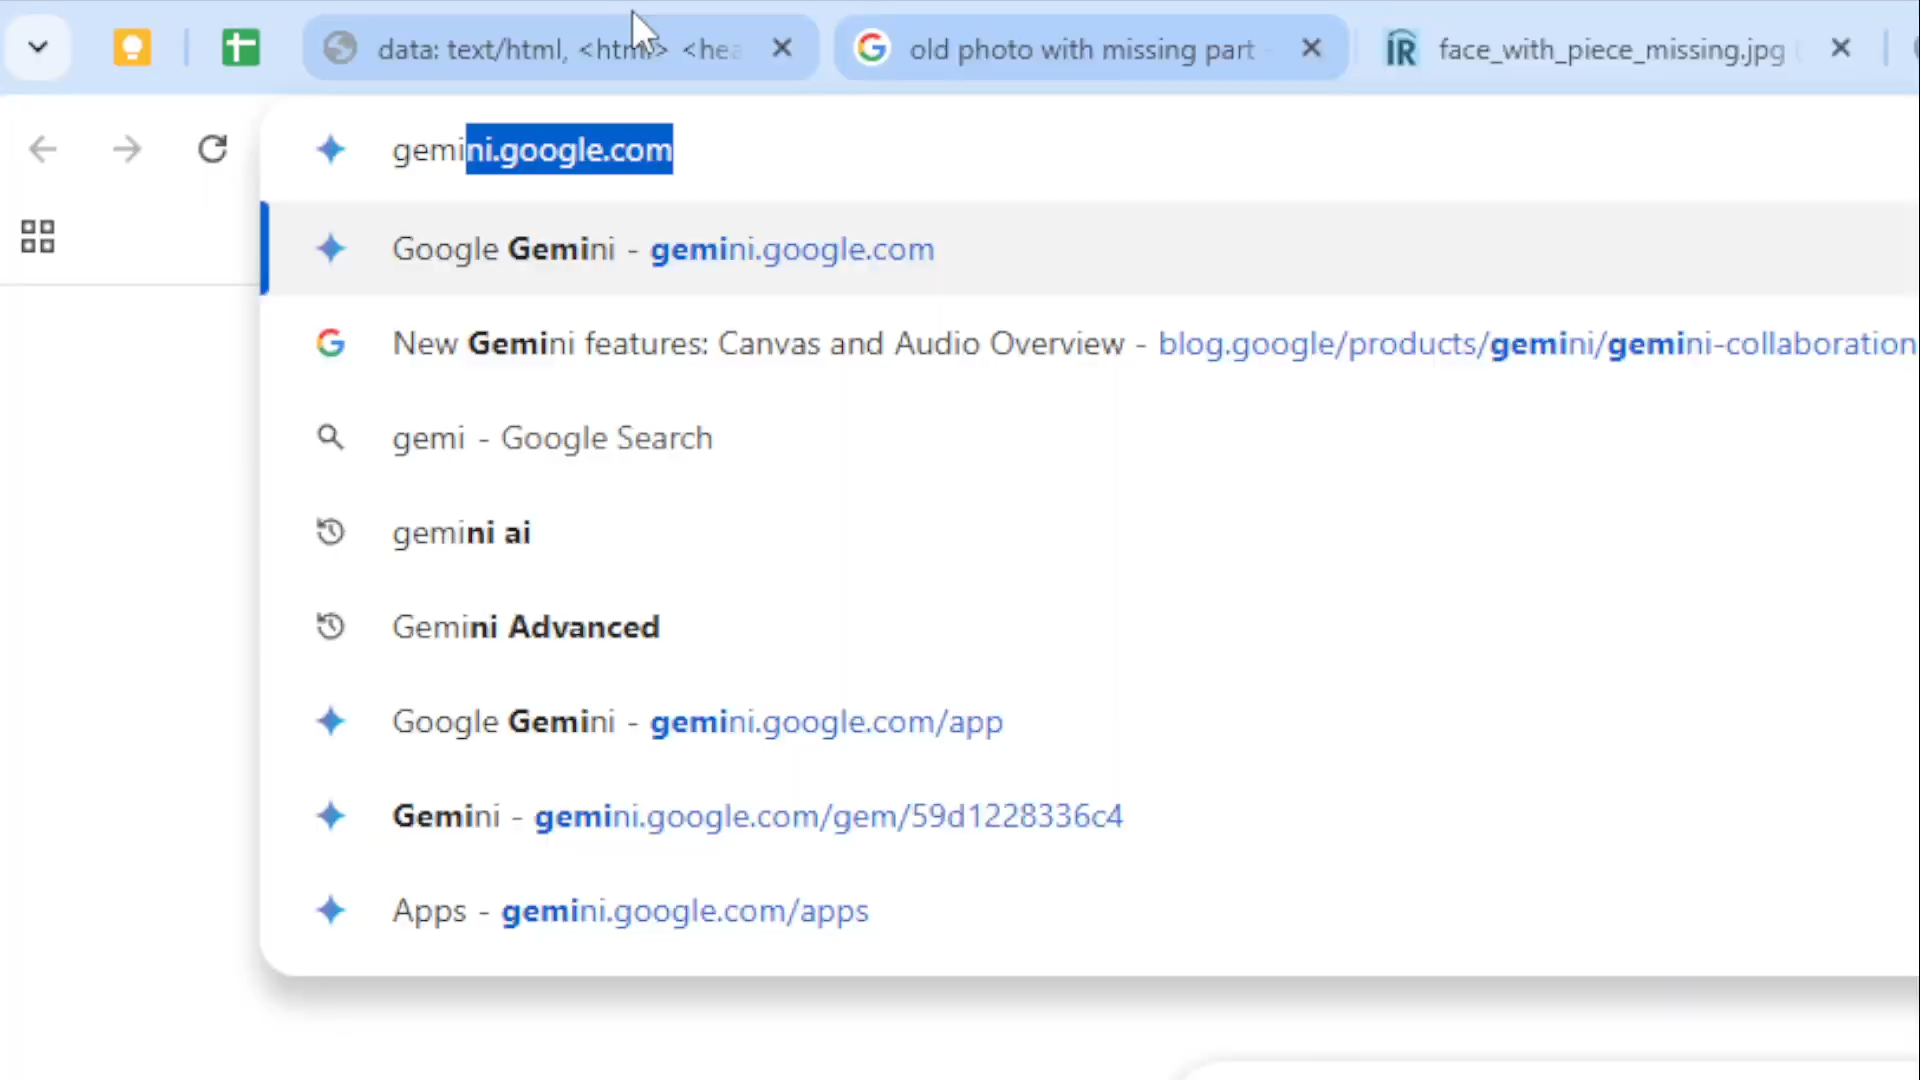 data: text/html, <html> <hea
old photo with missing part -
face_with_piece_missing.jpg
gemini.google.com
Google Gemini - gemini.google.com
New Gemini features: Canvas and Audio Overview - blog.google/products/gemini/gemini-collaboration
gemi - Google Search
gemini ai
Gemini Advanced
Google Gemini - gemini.google.com/app
Gemini - gemini.google.com/gem/59d1228336c4
Apps - gemini.google.com/apps